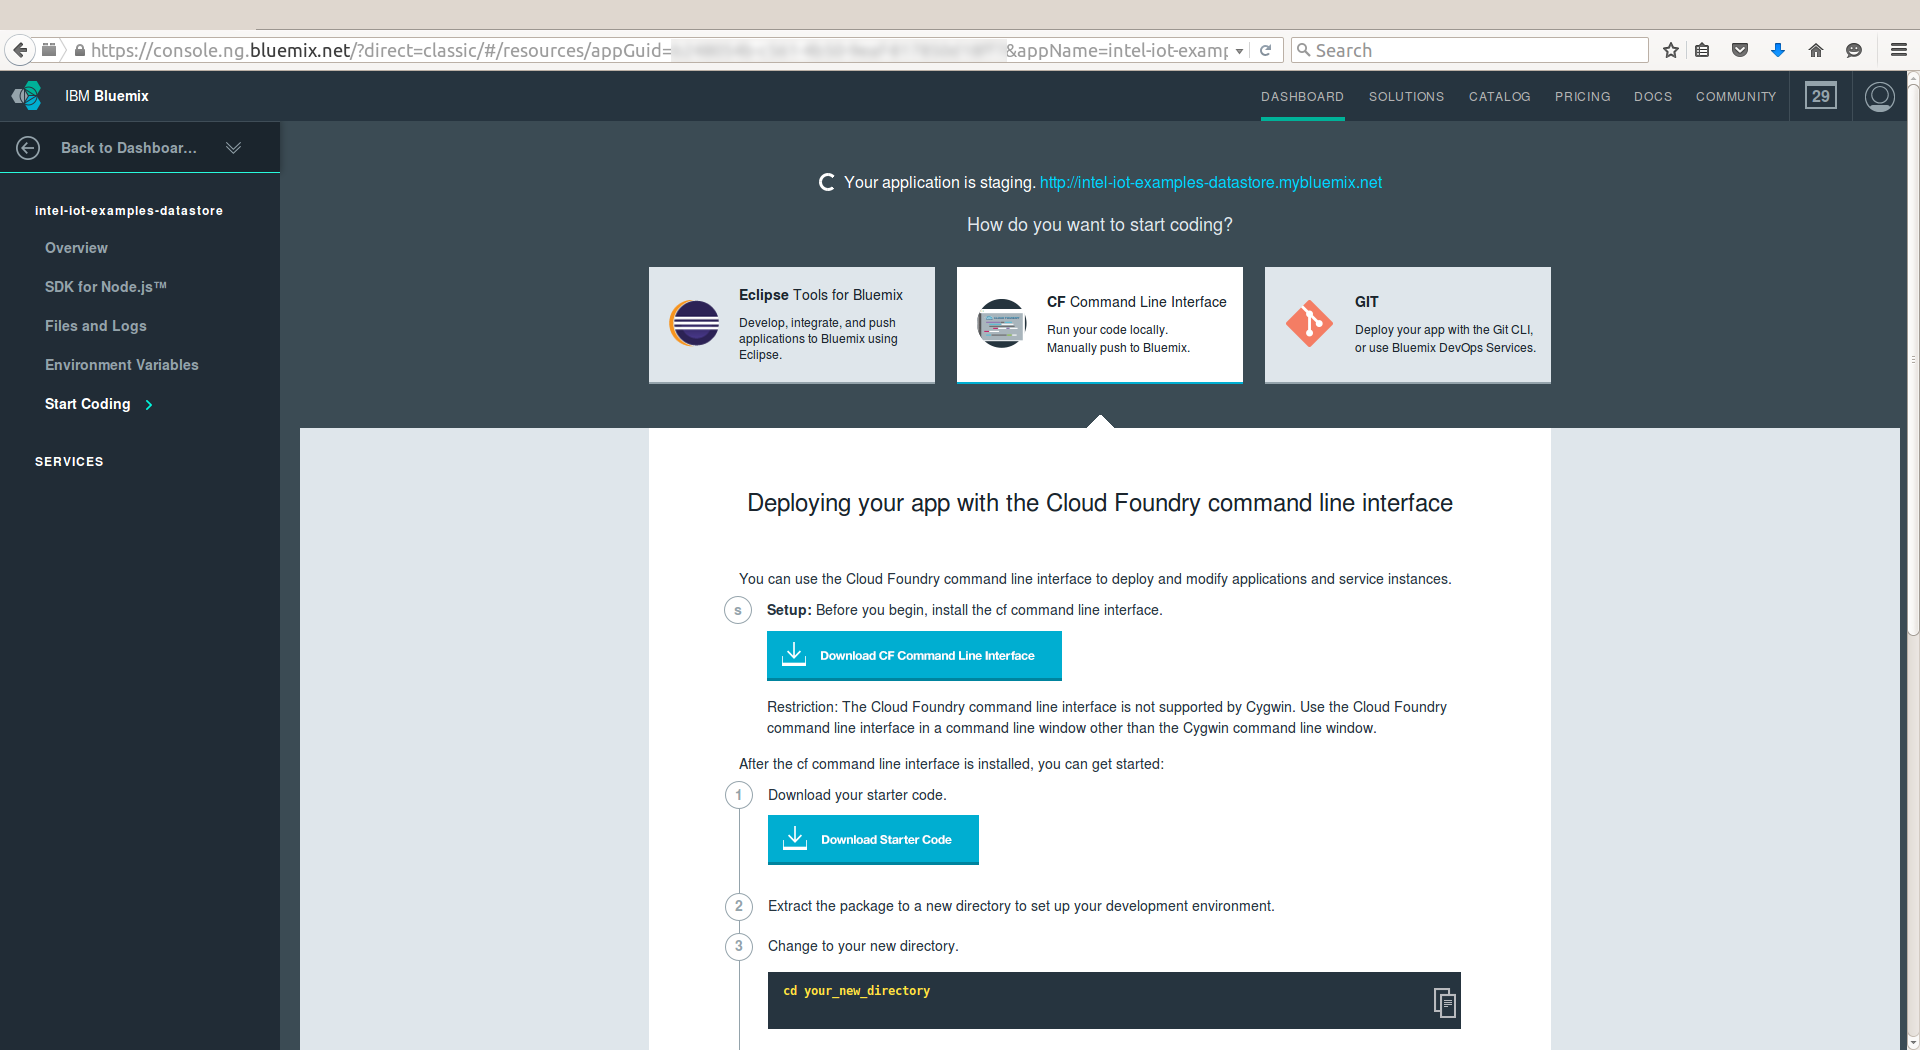 https://console.ng.bluemix.net/?direct=classic/#/resources/appGuid=
&appName=intel-iot-examp
Search
IBM Bluemix
DASHBOARD
SOLUTIONS
CATALOG
PRICING
DOCS
COMMUNITY
29
Back to Dashboar...
intel-iot-examples-datastore
Overview
SDK for Node.js™
Files and Logs
Environment Variables
Start Coding
SERVICES
Your application is staging. http://intel-iot-examples-datastore.mybluemix.net
How do you want to start coding?
Eclipse Tools for Bluemix
Develop, integrate, and push
applications to Bluemix using
Eclipse.
CF Command Line Interface
Run your code locally.
Manually push to Bluemix.
GIT
Deploy your app with the Git CLI,
or use Bluemix DevOps Services.
Deploying your app with the Cloud Foundry command line interface
You can use the Cloud Foundry command line interface to deploy and modify applications and service instances.
s
Setup: Before you begin, install the cf command line interface.
Download CF Command Line Interface
Restriction: The Cloud Foundry command line interface is not supported by Cygwin. Use the Cloud Foundry
command line interface in a command line window other than the Cygwin command line window.
After the cf command line interface is installed, you can get started:
1
Download your starter code.
Download Starter Code
2
Extract the package to a new directory to set up your development environment.
3
Change to your new directory.
cd your_new_directory